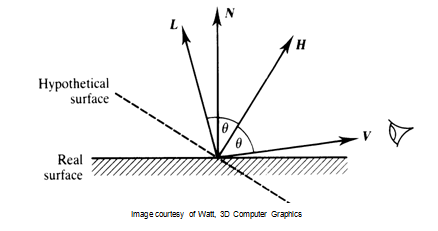 L
N
H
Hypothetical
surface
θ
θ
V
Real
surface
Image courtesy of Watt, 3D Computer Graphics